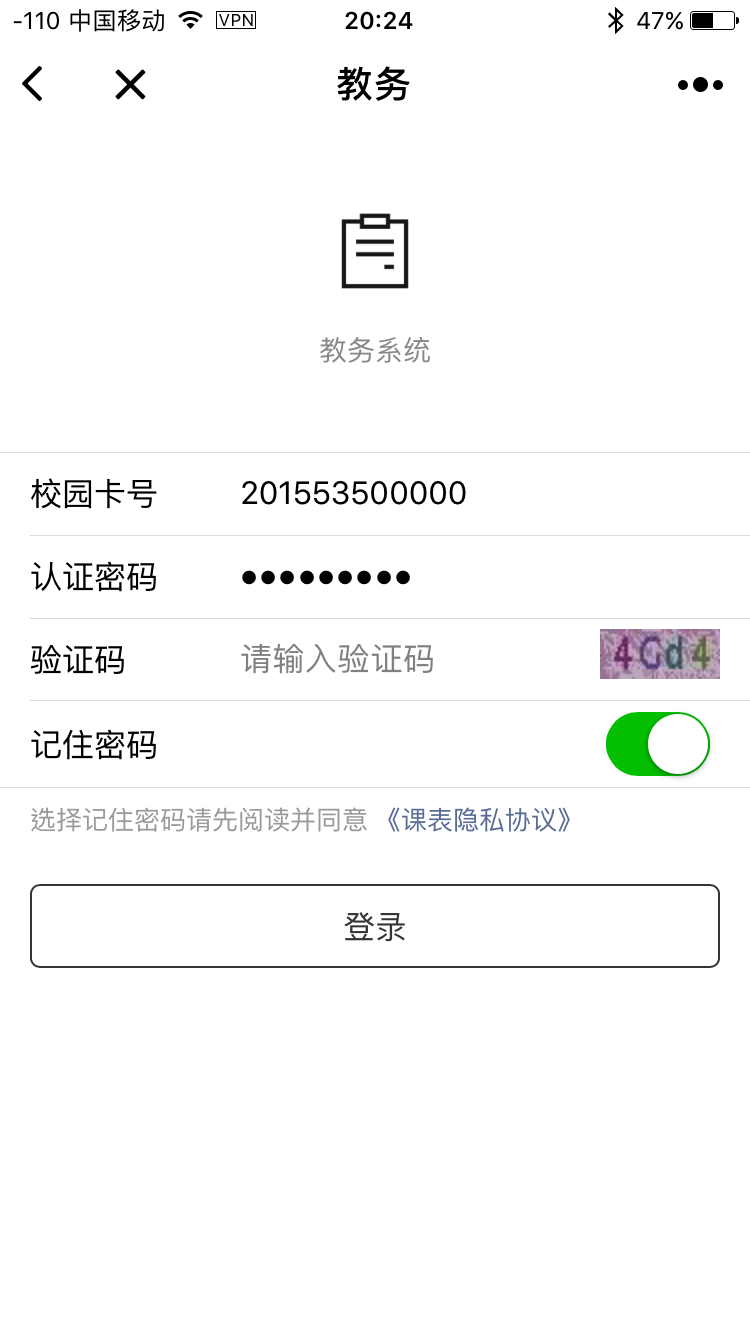 -110 中国移动 VPN 20:24 47%
教务
教务系统
校园卡号 201553500000
认证密码 •••••••••
验证码 请输入验证码 4Gd4
记住密码
选择记住密码请先阅读并同意 《课表隐私协议》
登录